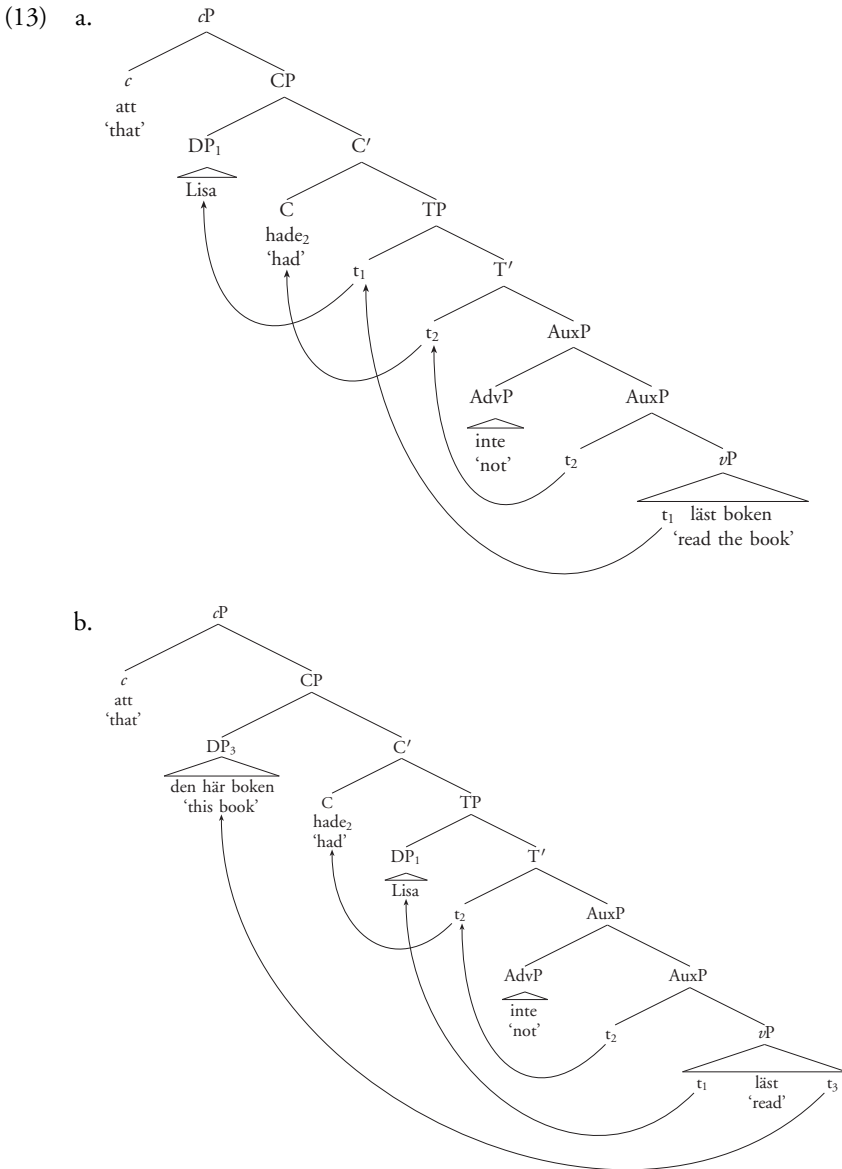 (13) a.
cP
c CP
att
‘that’
DP₁ C′
Lisa C TP
hade₂
‘had’
t₁ T′
t₂ AuxP
AdvP AuxP
inte
‘not’
t₂ vP
t₁ läst boken
‘read the book’
b.
cP
c CP
att
‘that’
DP₃ C′
den här boken
‘this book’
C TP
hade₂
‘had’
DP₁ T′
Lisa
t₂ AuxP
AdvP AuxP
inte
‘not’
t₂ vP
t₁ läst t₃
‘read’